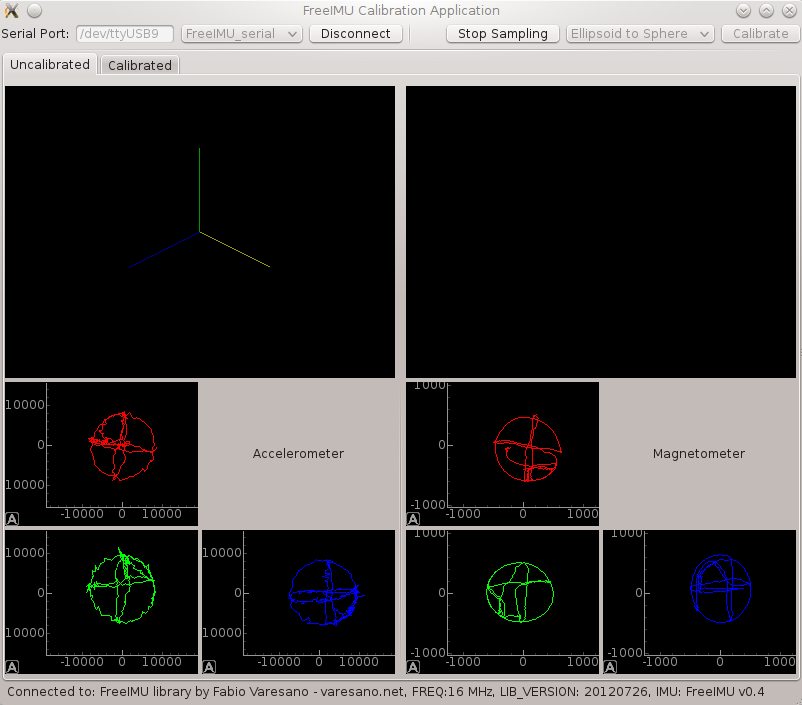 FreeIMU Calibration Application
Serial Port: /dev/ttyUSB9 FreeIMU_serial Disconnect Stop Sampling Ellipsoid to Sphere Calibrate
Uncalibrated Calibrated
10000
0
10000
-10000 0 10000
A
Accelerometer
1000
0
-1000
-1000 0 1000
A
Magnetometer
10000
0
10000
-10000 0 10000
A
10000
0
10000
-10000 0 10000
A
1000
0
-1000
-1000 0 1000
A
1000
0
-1000
-1000 0 1000
A
Connected to: FreeIMU library by Fabio Varesano - varesano.net, FREQ:16 MHz, LIB_VERSION: 20120726, IMU: FreeIMU v0.4